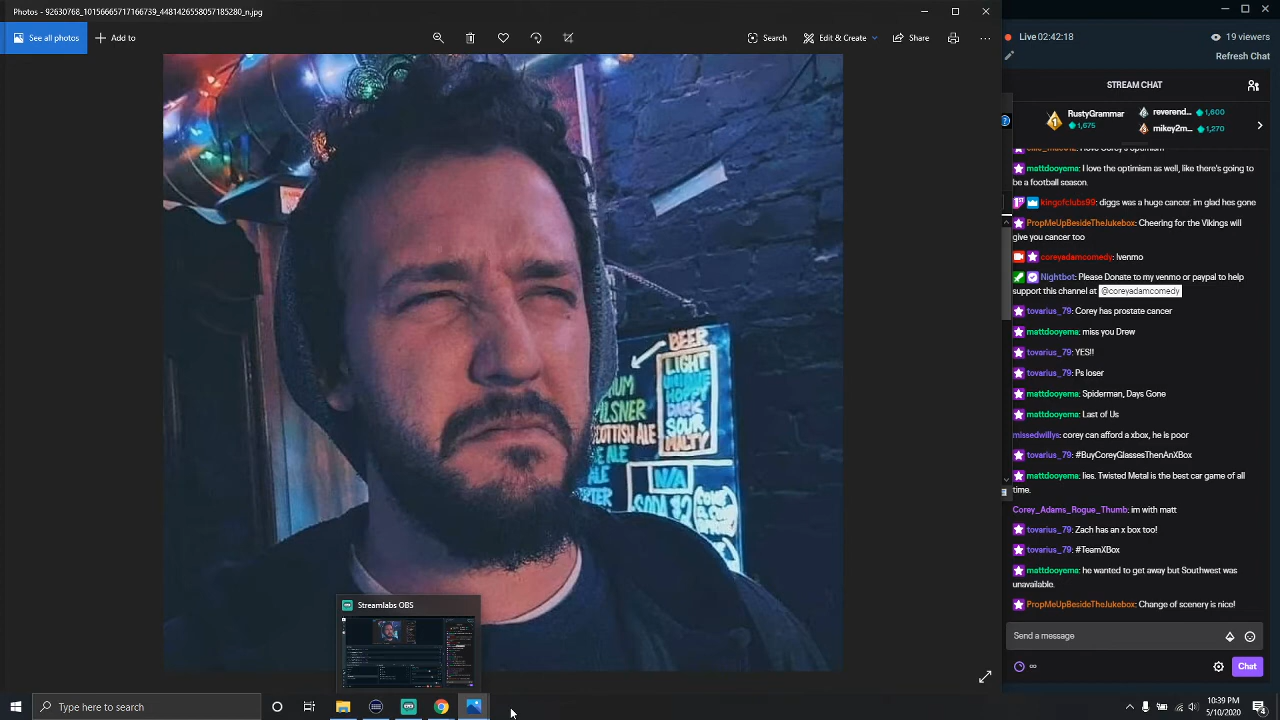 Photos - 92630768_10156665717166739_4481426558057185280_n.jpg
See all photos
Add to
Search
Edit & Create
Share
BEER
LIGHT
UNIQUE
HOPPY
DARK
SOUR
MALTY
PILSNER
SCOTTISH ALE
ALE
ALE
N/A
SODA $2
Streamlabs OBS
Live 02:42:18
19 viewers
Refresh Chat
STREAM CHAT
1
RustyGrammar
1,675
reverend...
1,600
mikey2m...
1,270
mattdooyema: I love the optimism as well, like there's going to
be a football season.
kingofclubs99: diggs was a huge cancer. im glad hes gone
PropMeUpBesideTheJukebox: Cheering for the Vikings will
give you cancer too
coreyadamcomedy: !venmo
Nightbot: Please Donate to my venmo or paypal to help
support this channel at @coreyadamcomedy
tovarius_79: Corey has prostate cancer
mattdooyema: miss you Drew
tovarius_79: YES!!
tovarius_79: Ps loser
mattdooyema: Spiderman, Days Gone
mattdooyema: Last of Us
missedwillys: corey can afford a xbox, he is poor
tovarius_79: #BuyCoreyGlassesThenAnXBox
mattdooyema: lies. Twisted Metal is the best car game of all
time.
Corey_Adams_Rogue_Thumb: im with matt
tovarius_79: Zach has an x box too!
tovarius_79: #TeamXBox
mattdooyema: he wanted to get away but Southwest was
unavailable.
PropMeUpBesideTheJukebox: Change of scenery is nice!
Send a message
Chat
Type here to search
10:39 PM
5/10/2020